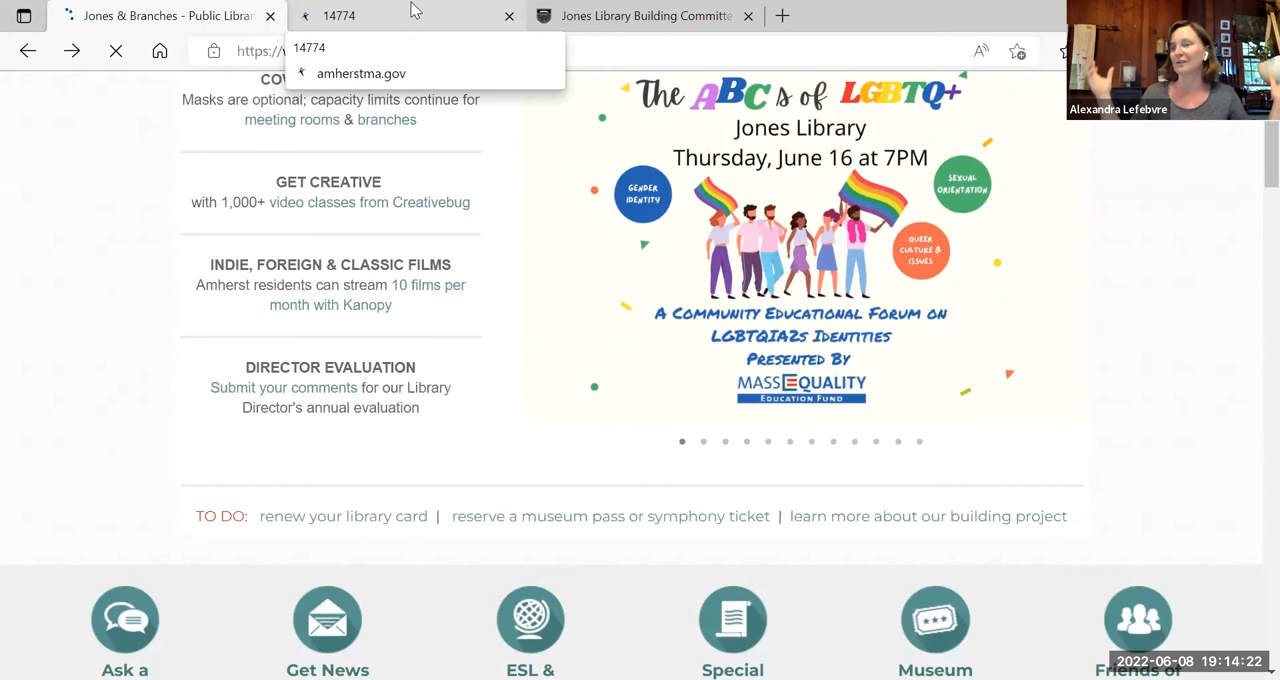 Jones & Branches - Public Librar
14774
Jones Library Building Committe
https://
14774
amherstma.gov
Alexandra Lefebvre
Masks are optional; capacity limits continue for
meeting rooms & branches
GET CREATIVE
with 1,000+ video classes from Creativebug
INDIE, FOREIGN & CLASSIC FILMS
Amherst residents can stream 10 films per
month with Kanopy
DIRECTOR EVALUATION
Submit your comments for our Library
Director's annual evaluation
The ABC's of LGBTQ+
Jones Library
Thursday, June 16 at 7PM
GENDER
IDENTITY
SEXUAL
ORIENTATION
QUEER
CULTURE &
ISSUES
A COMMUNITY EDUCATIONAL FORUM ON
LGBTQIA2S IDENTITIES
PRESENTED BY
MASSEQUALITY
EDUCATION FUND
TO DO: renew your library card | reserve a museum pass or symphony ticket | learn more about our building project
Ask a
Get News
ESL &
Special
Museum
Friends of
2022-06-08 19:14:22